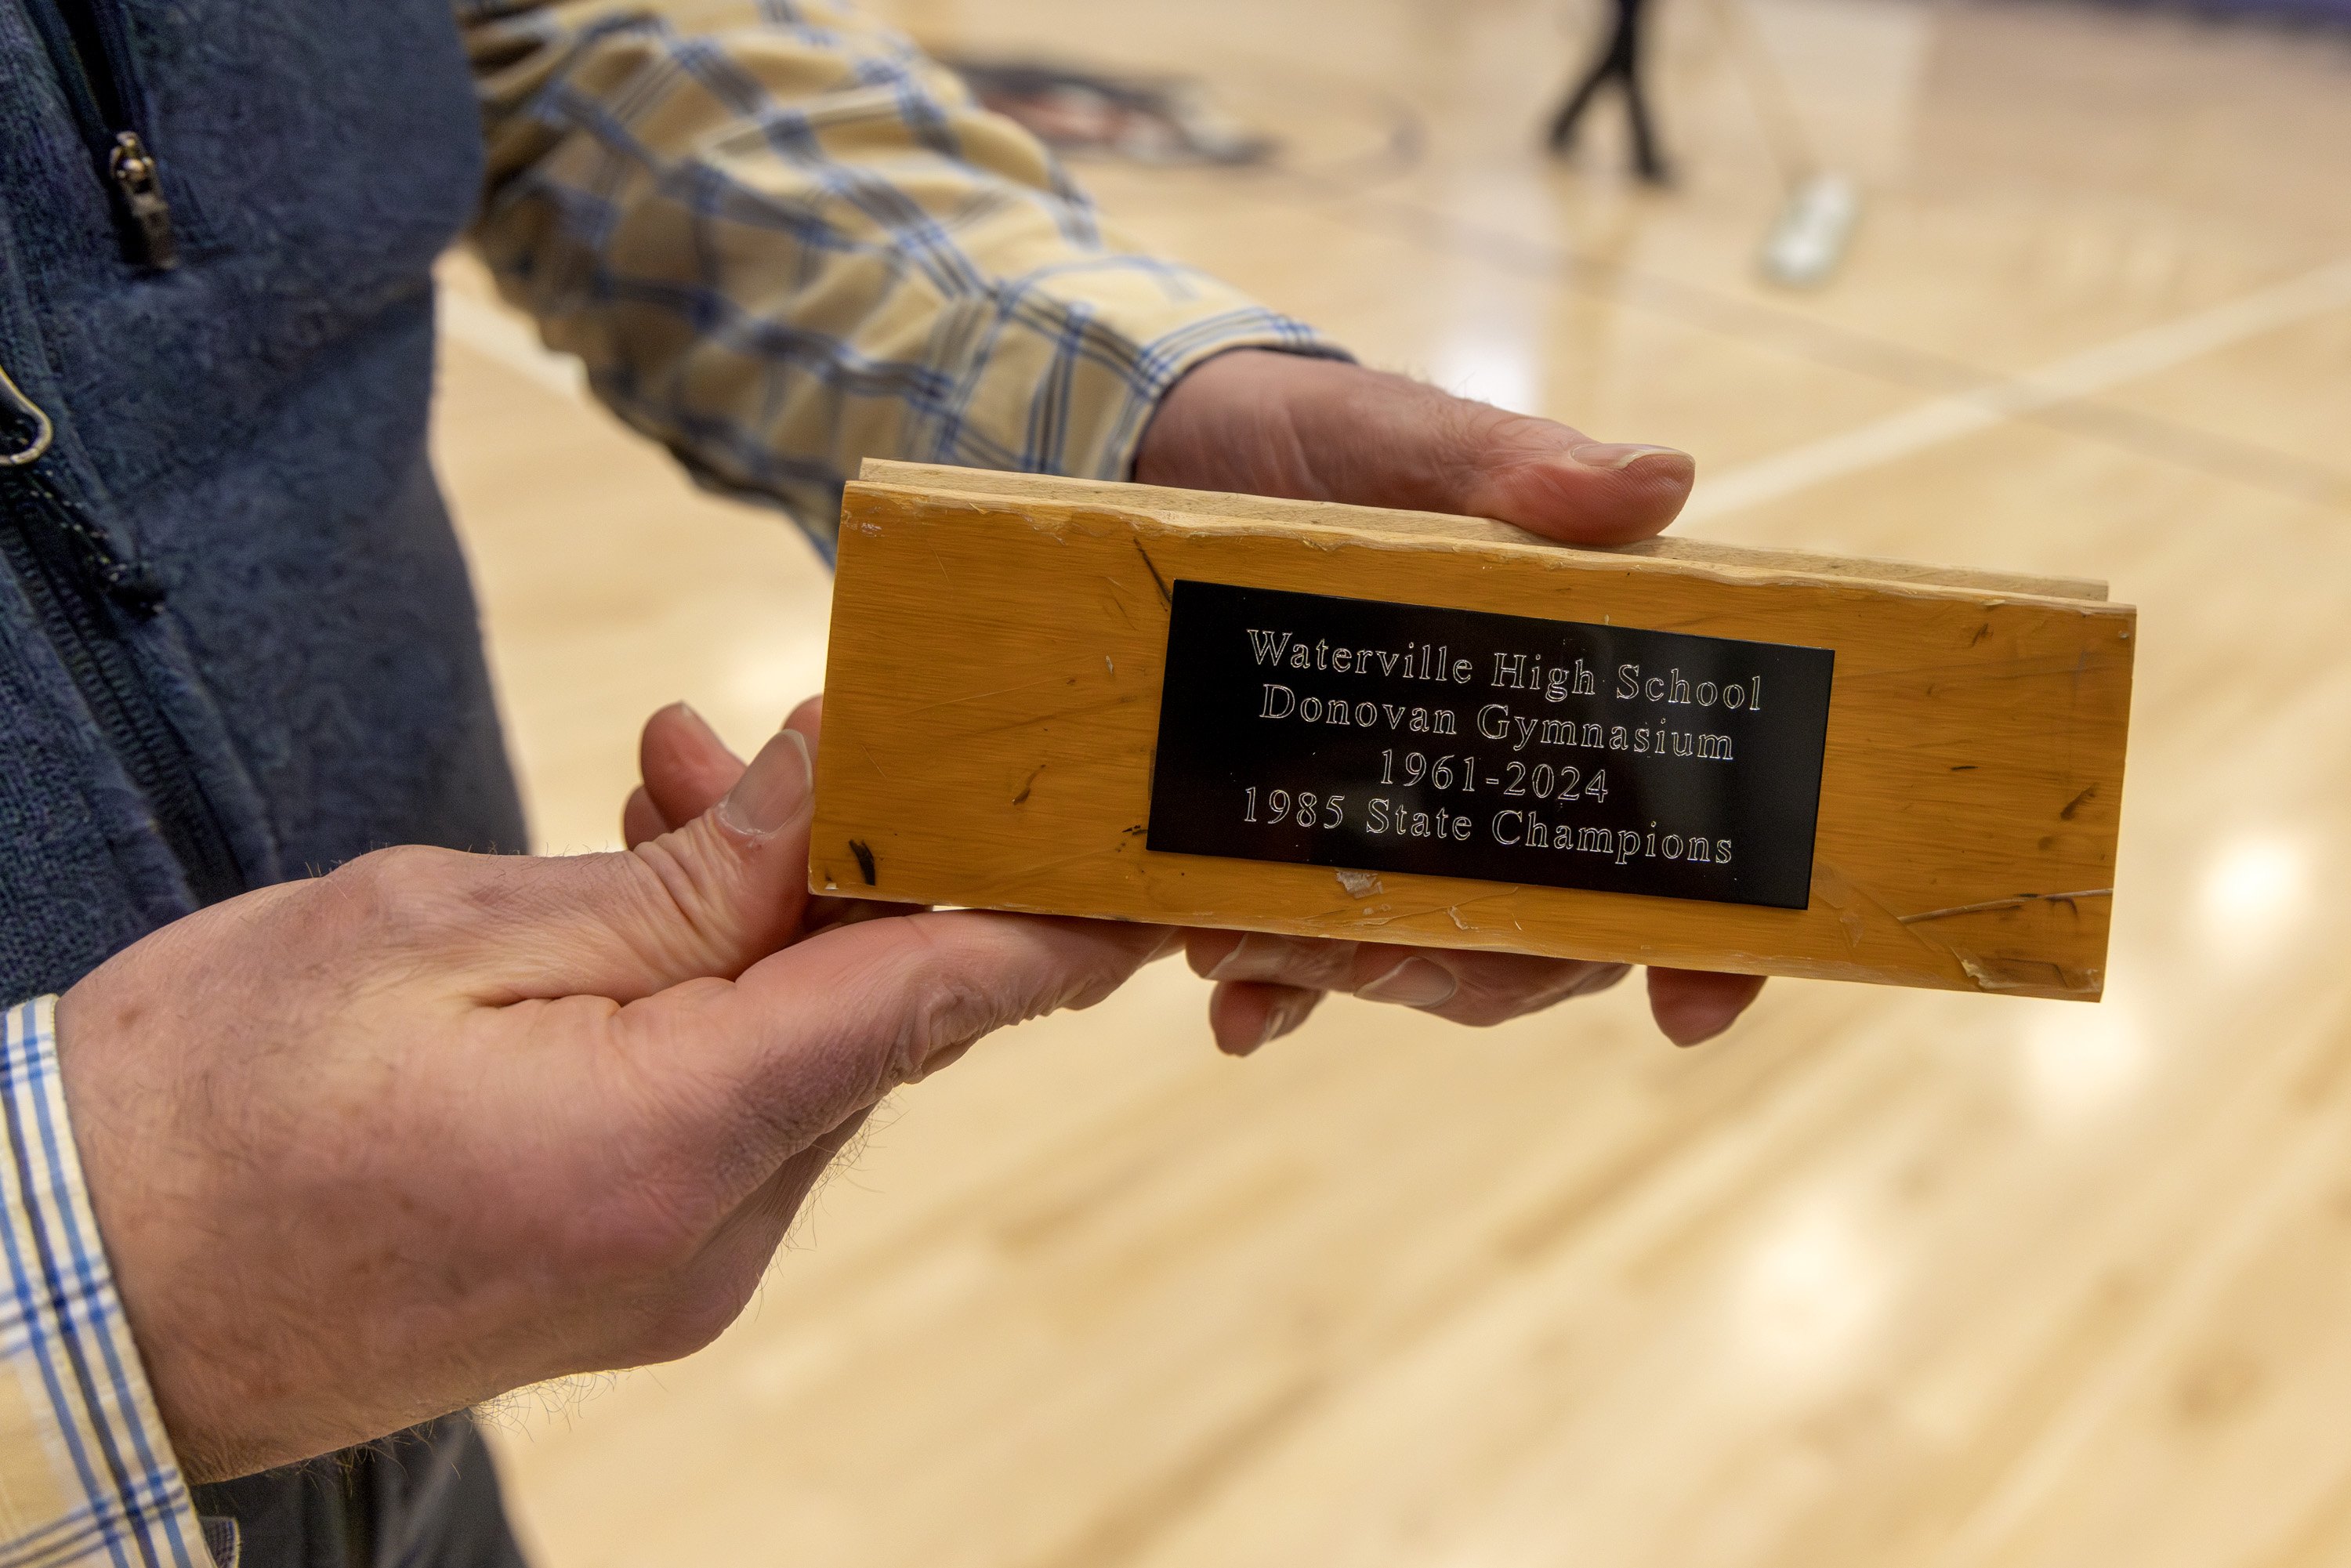 Waterville High School
Donovan Gymnasium
1961-2024
1985 State Champions